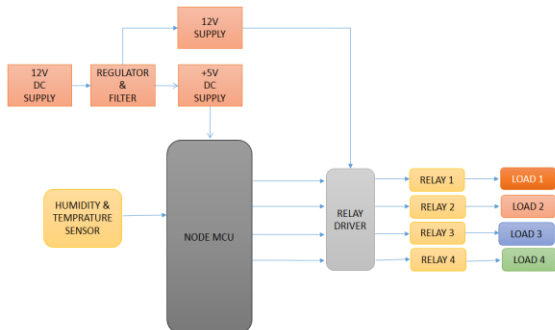 12V
SUPPLY
12V
DC
SUPPLY
REGULATOR
&
FILTER
+5V
DC
SUPPLY
HUMIDITY &
TEMPRATURE
SENSOR
NODE MCU
RELAY
DRIVER
RELAY 1
LOAD 1
RELAY 2
LOAD 2
RELAY 3
LOAD 3
RELAY 4
LOAD 4